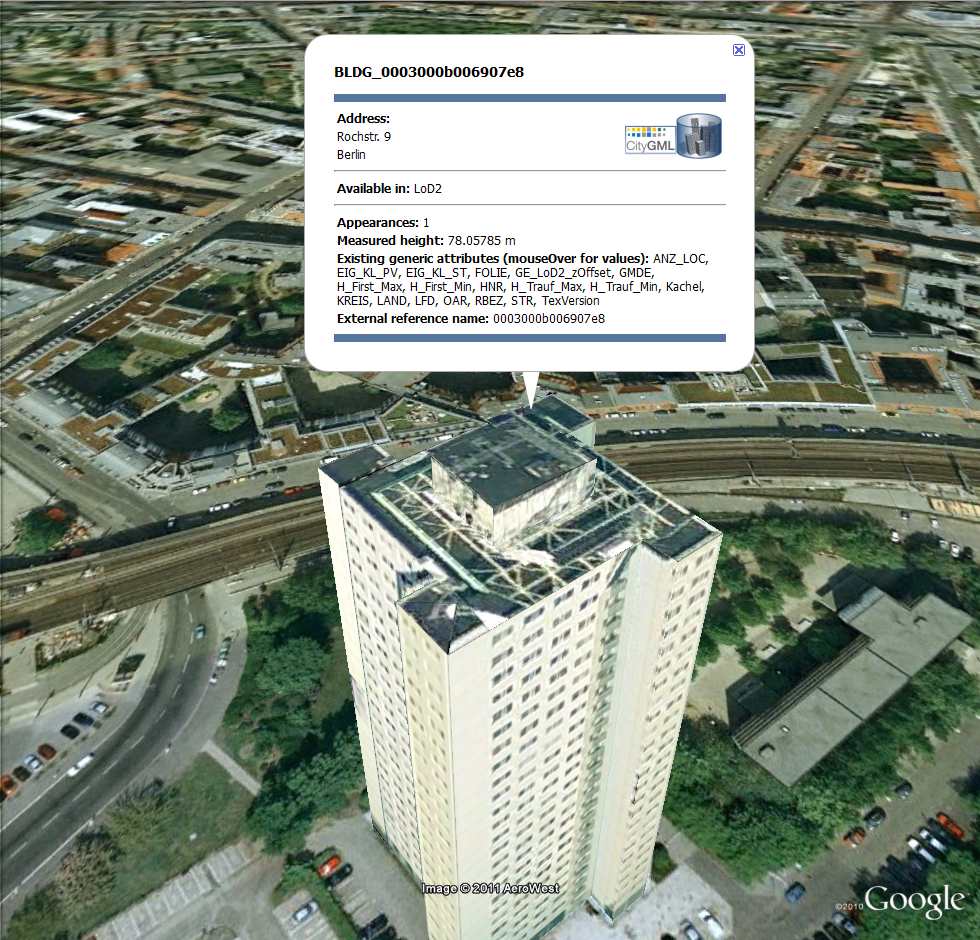 BLDG_0003000b006907e8
Address:
Rochstr. 9
Berlin
CityGML
Available in: LoD2
Appearances: 1
Measured height: 78.05785 m
Existing generic attributes (mouseOver for values): ANZ_LOC,
EIG_KL_PV, EIG_KL_ST, FOLIE, GE_LoD2_zOffset, GMDE,
H_First_Max, H_First_Min, HNR, H_Trauf_Max, H_Trauf_Min, Kachel,
KREIS, LAND, LFD, OAR, RBEZ, STR, TexVersion
External reference name: 0003000b006907e8
Image © 2011 AeroWest
©2010 Google